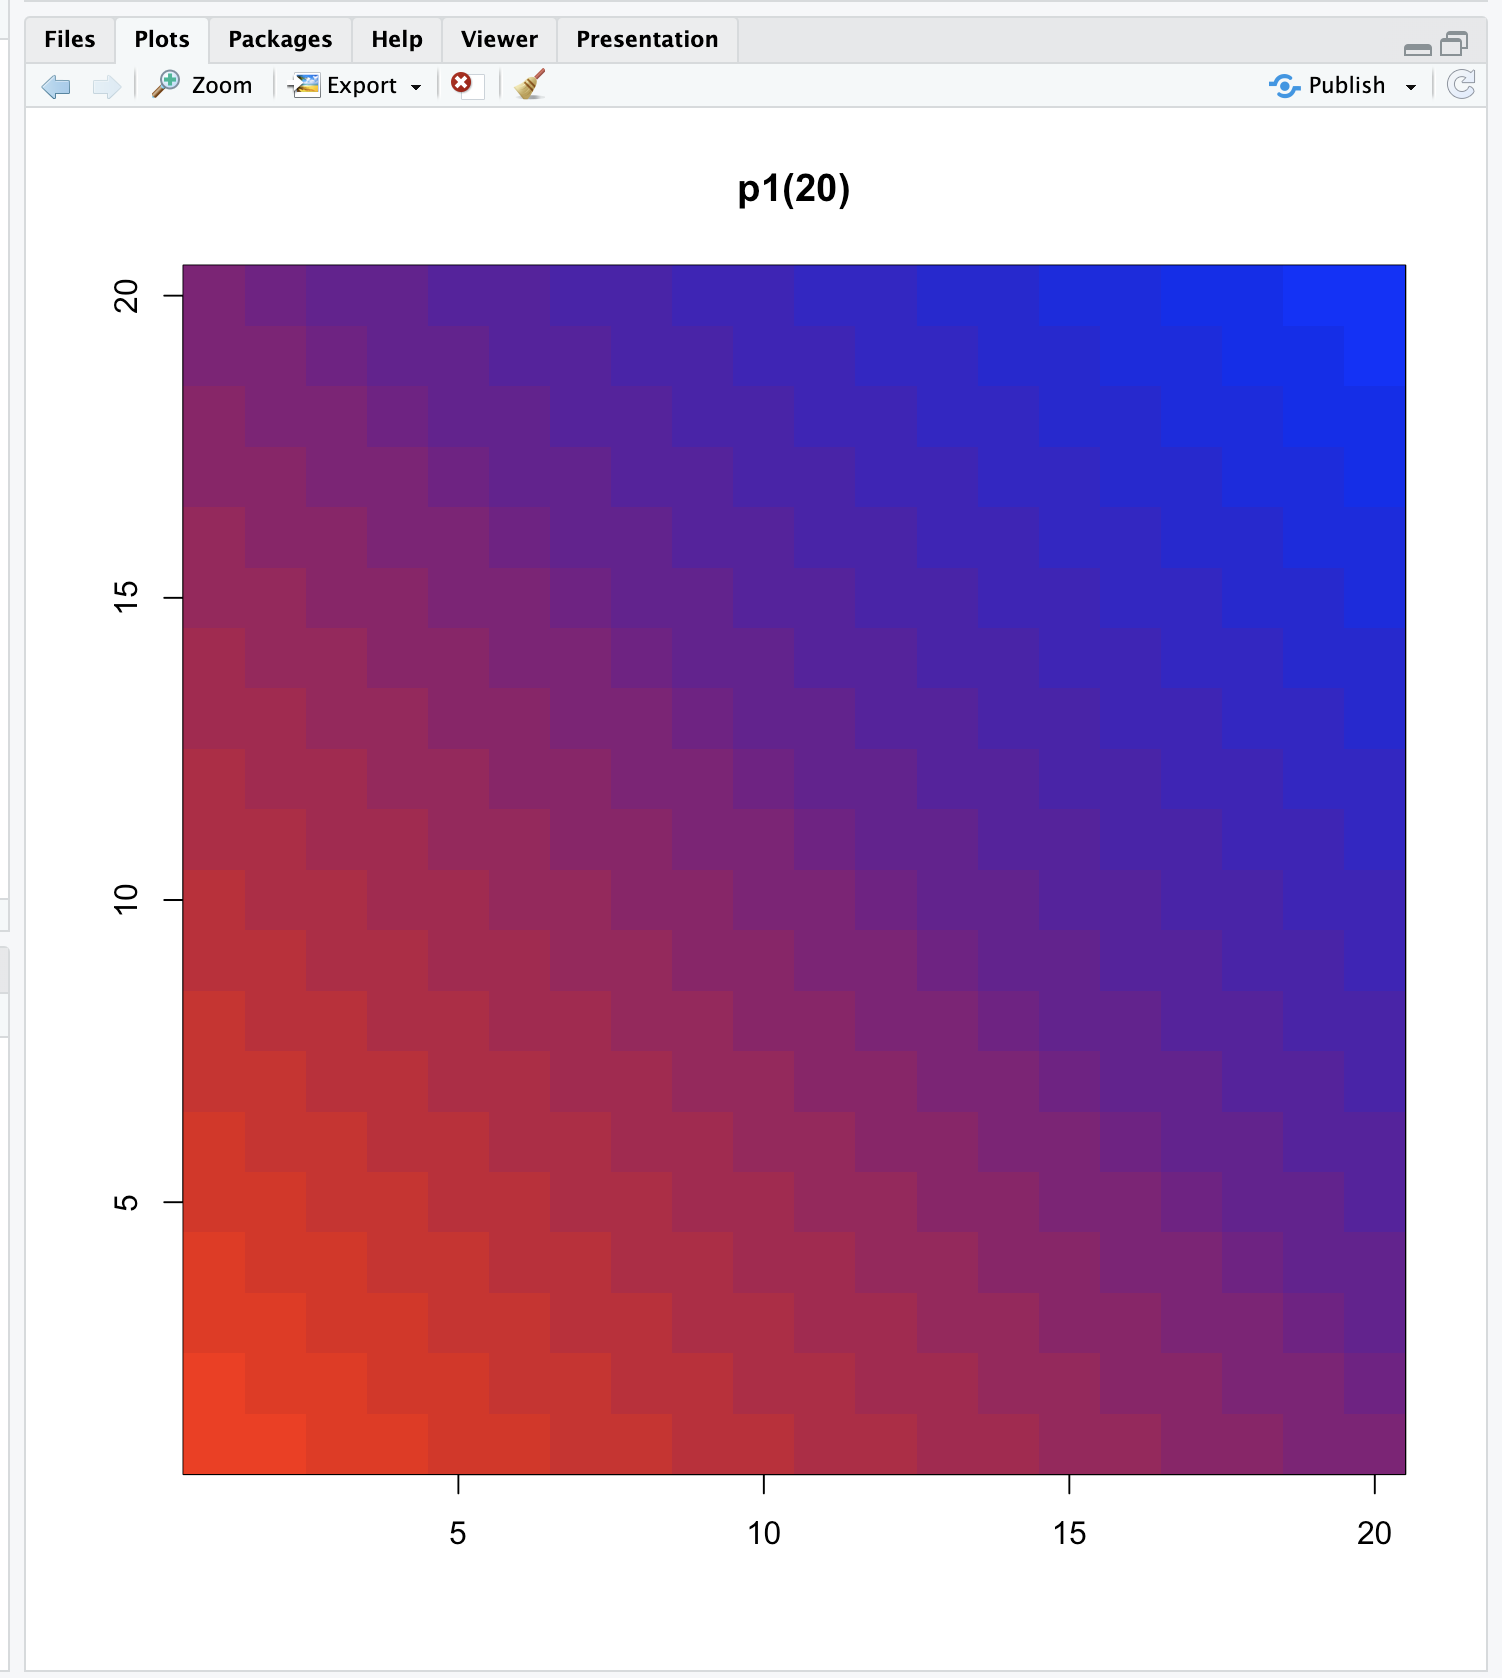 Files Plots Packages Help Viewer Presentation
Zoom Export Publish
p1(20)
20
15
10
5
5 10 15 20